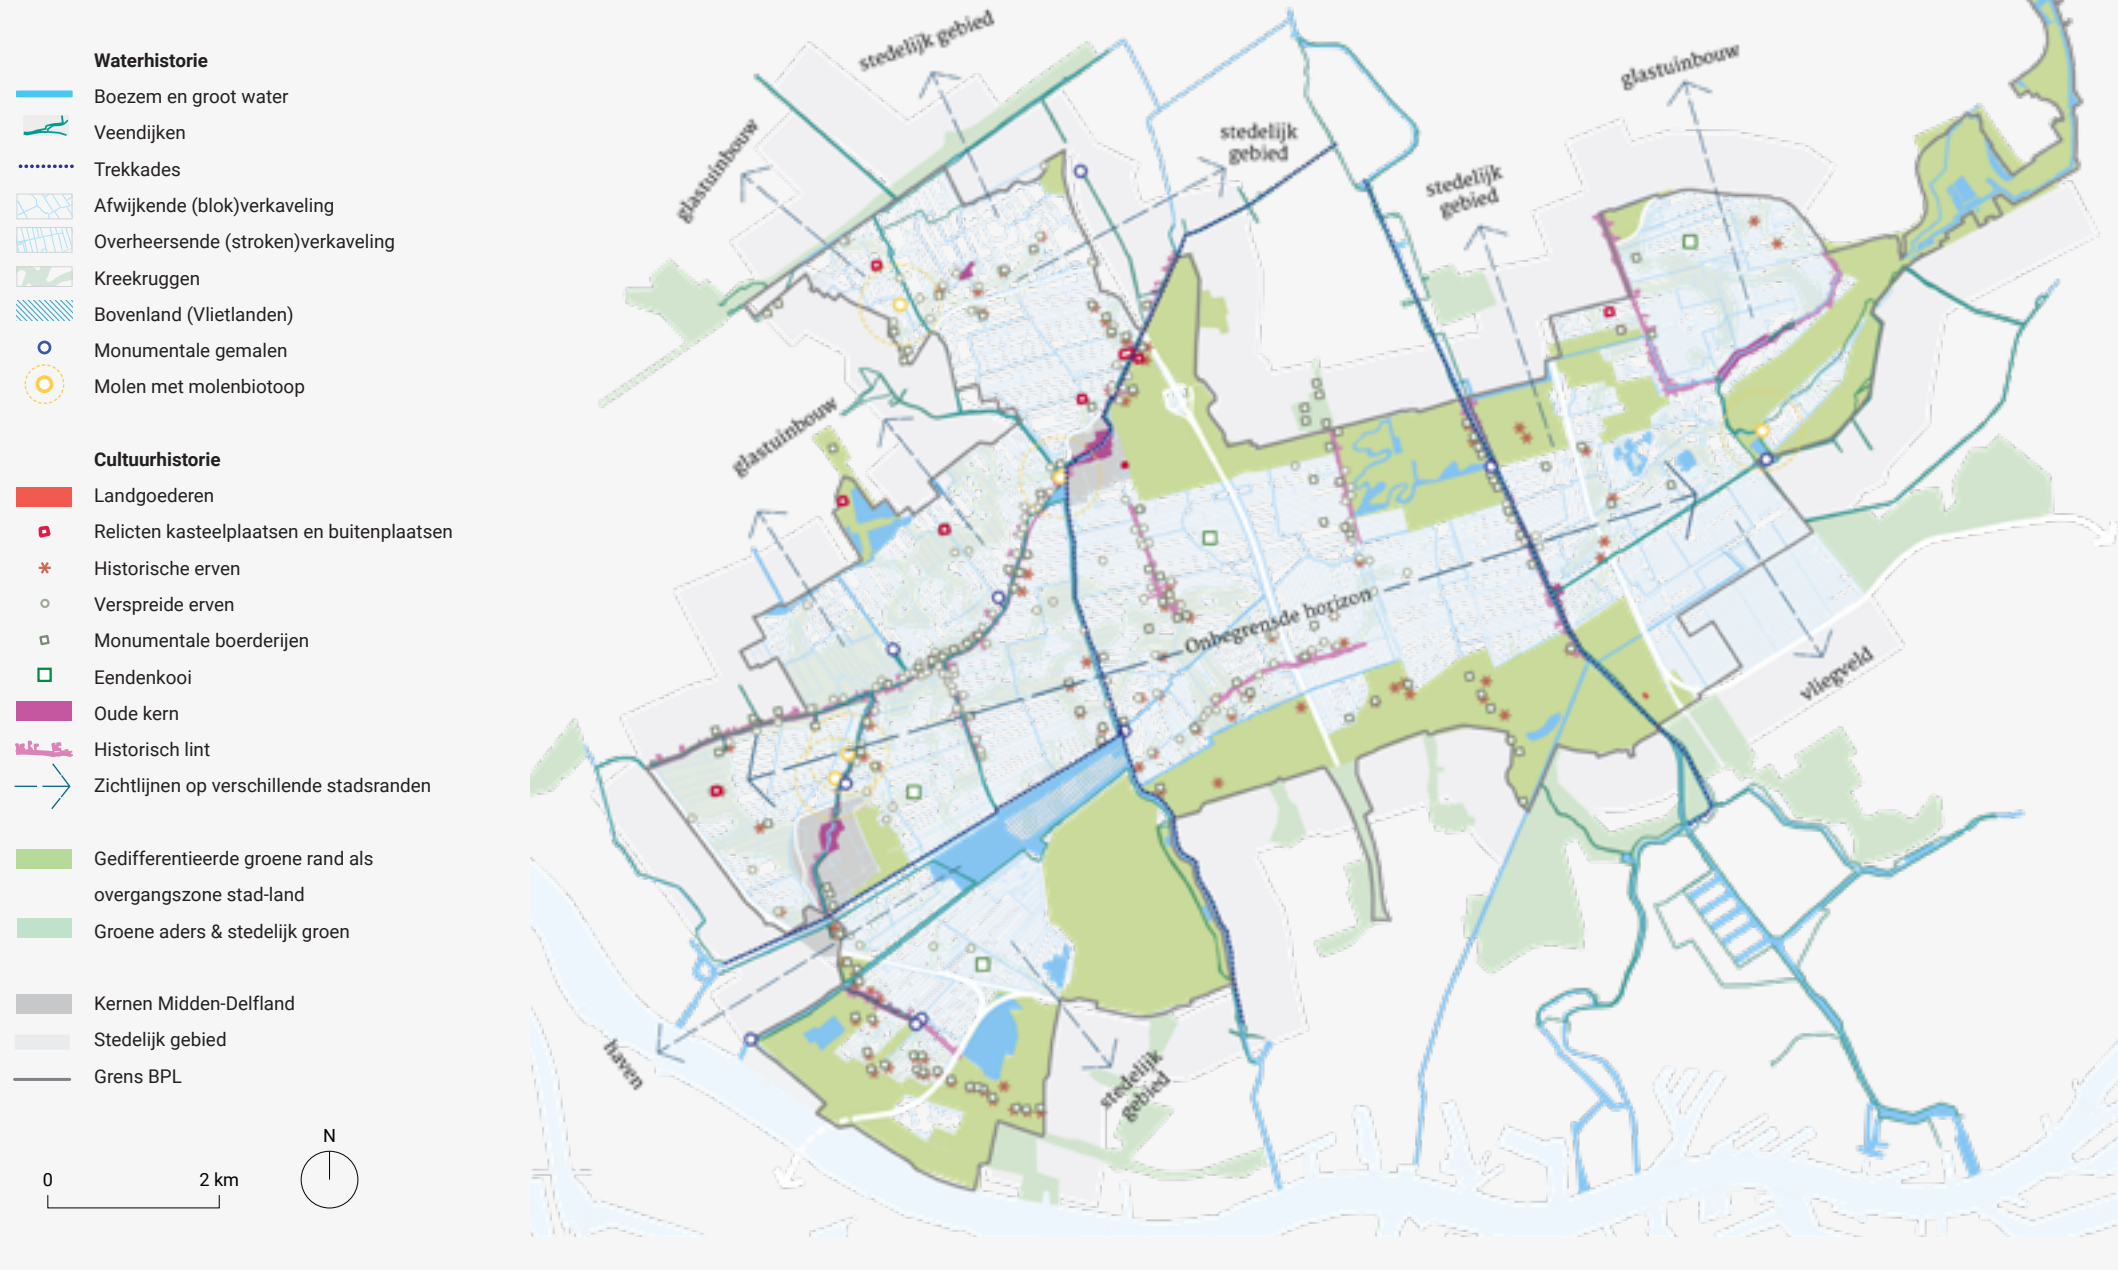 Waterhistorie
Boezem en groot water
Veendijken
Trekkades
Afwijkende (blok)verkaveling
Overheersende (stroken)verkaveling
Kreekruggen
Bovenland (Vlietlanden)
Monumentale gemalen
Molen met molenbiotoop
Cultuurhistorie
Landgoederen
Relicten kasteelplaatsen en buitenplaatsen
Historische erven
Verspreide erven
Monumentale boerderijen
Eendenkooi
Oude kern
Historisch lint
Zichtlijnen op verschillende stadsranden
Gedifferentieerde groene rand als
overgangszone stad-land
Groene aders & stedelijk groen
Kernen Midden-Delfland
Stedelijk gebied
Grens BPL
0
2 km
N
stedelijk gebied
glastuinbouw
stedelijk
gebied
glastuinbouw
stedelijk
gebied
glastuinbouw
Onbegrensde horizon
vliegveld
haven
stedelijk
gebied